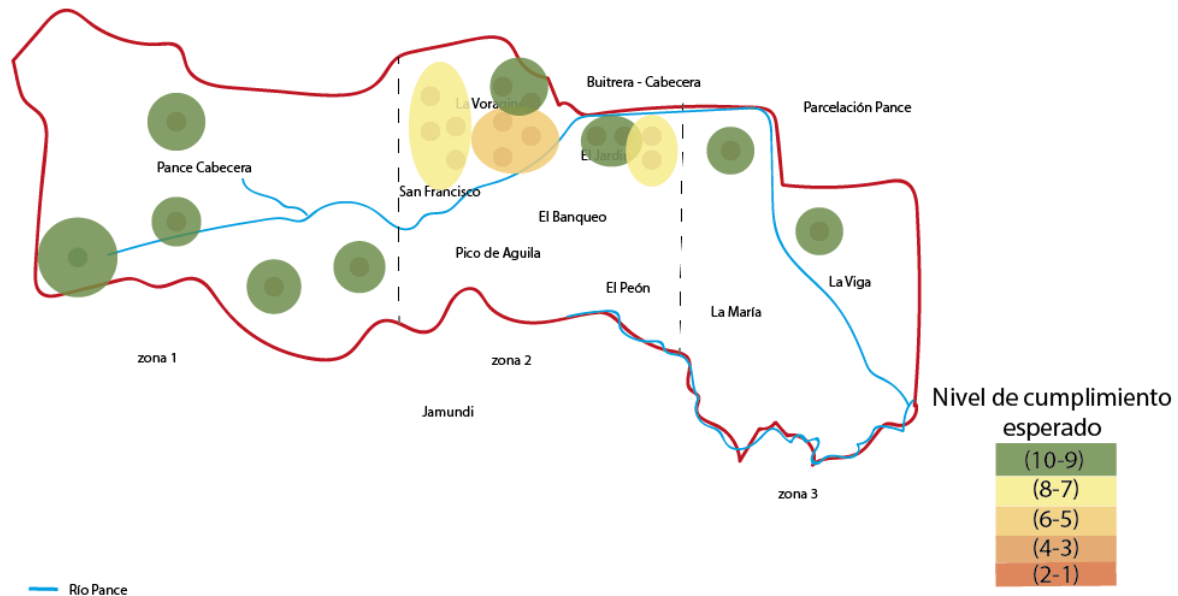 Buitrera - Cabecera
Parcelación Pance
La Voragine
El Jardín
Pance Cabecera
San Francisco
El Banqueo
Pico de Aguila
El Peón
La Viga
La María
zona 1
zona 2
Jamundi
zona 3
Nivel de cumplimiento
esperado
(10-9)
(8-7)
(6-5)
(4-3)
(2-1)
Río Pance